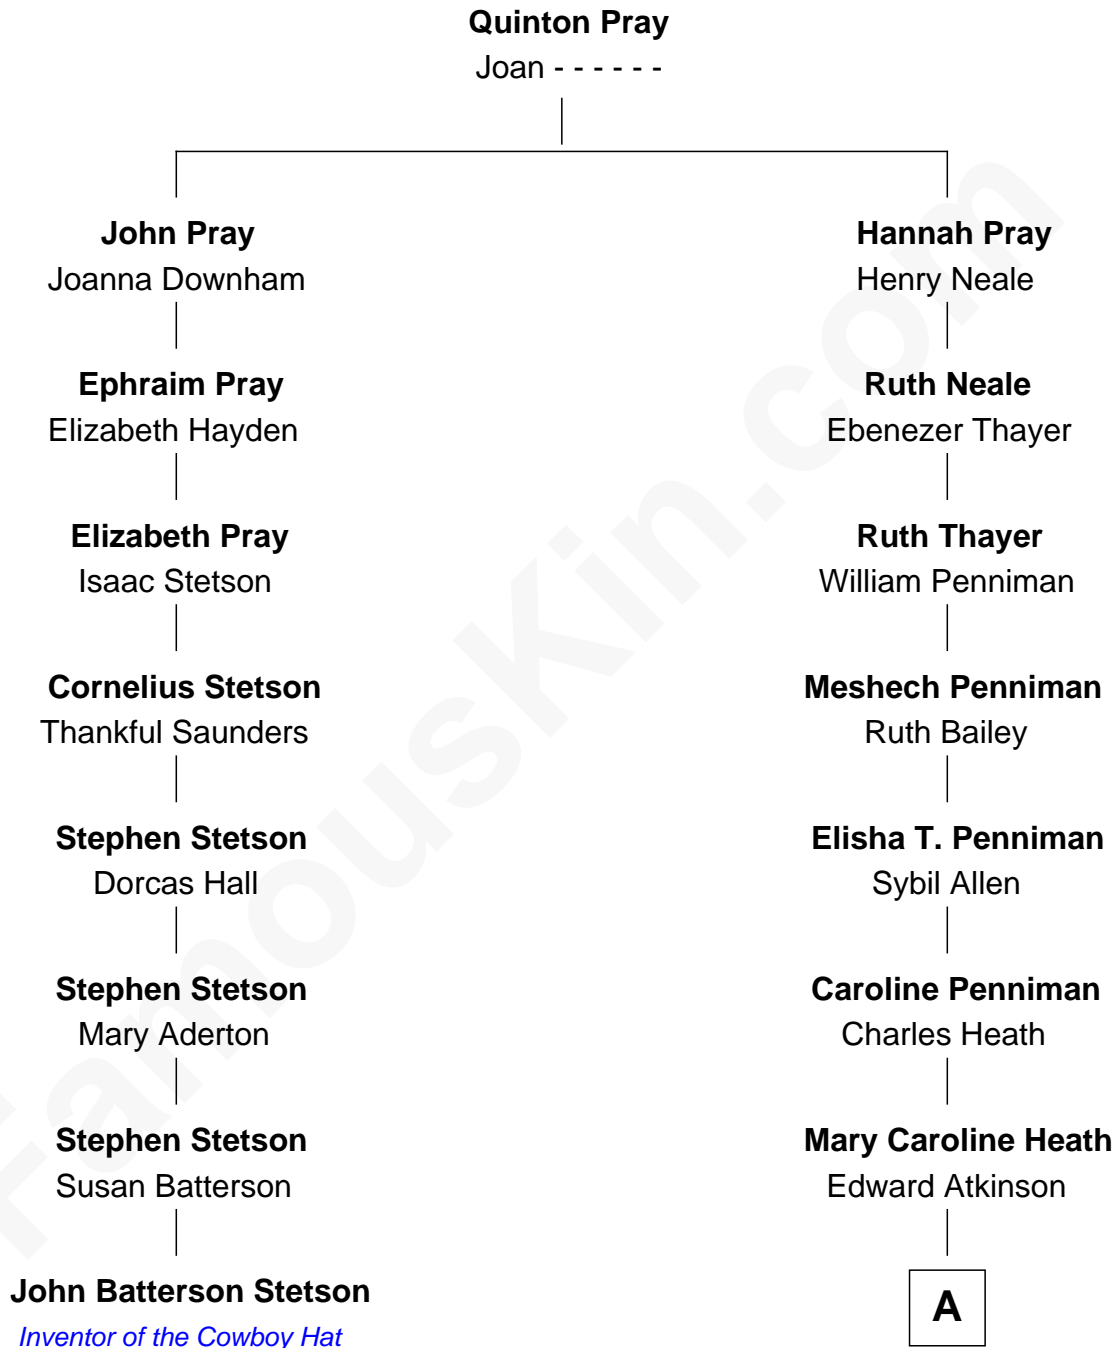 Quinton Pray
Joan - - - - - -
John Pray
Joanna Downham
Hannah Pray
Henry Neale
Ephraim Pray
Elizabeth Hayden
Ruth Neale
Ebenezer Thayer
Elizabeth Pray
Isaac Stetson
Ruth Thayer
William Penniman
Cornelius Stetson
Thankful Saunders
Meshech Penniman
Ruth Bailey
Stephen Stetson
Dorcas Hall
Elisha T. Penniman
Sybil Allen
Stephen Stetson
Mary Aderton
Caroline Penniman
Charles Heath
Stephen Stetson
Susan Batterson
Mary Caroline Heath
Edward Atkinson
John Batterson Stetson
Inventor of the Cowboy Hat
A
FamousKin.com